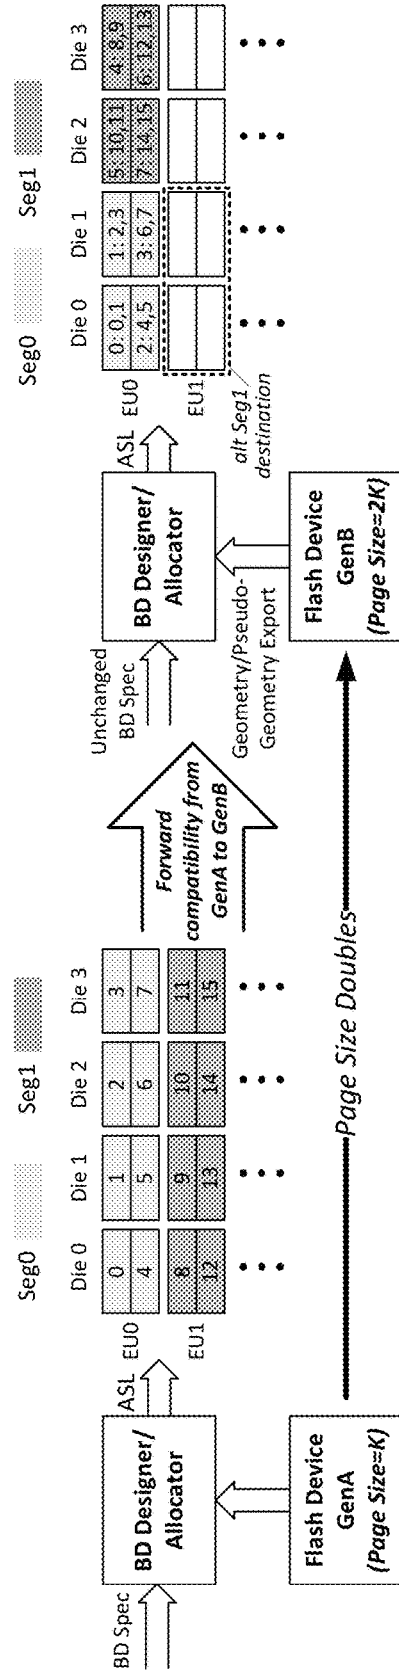 BD Spec
BD Designer/
Allocator
Flash Device
GenA
(Page Size=K)
ASL
Seg0
Seg1
Die 0
Die 1
Die 2
Die 3
EU0
0
1
2
3
4
5
6
7
EU1
8
9
10
11
12
13
14
15
Forward
compatibility from
GenA to GenB
Page Size Doubles
Unchanged
BD Spec
BD Designer/
Allocator
Geometry/Pseudo-
Geometry Export
Flash Device
GenB
(Page Size=2K)
ASL
Seg0
Seg1
Die 0
Die 1
Die 2
Die 3
EU0
0: 0,1
1: 2,3
5: 10,11
4: 8,9
2: 4,5
3: 6,7
7: 14,15
6: 12,13
EU1
alt Seg1
destination